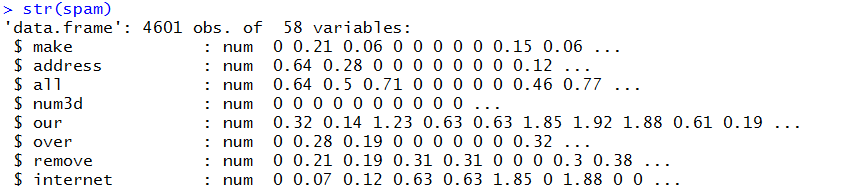 > str(spam)
'data.frame': 4601 obs. of  58 variables:
 $ make             : num  0 0.21 0.06 0 0 0 0 0 0.15 0.06 ...
 $ address          : num  0.64 0.28 0 0 0 0 0 0 0 0.12 ...
 $ all              : num  0.64 0.5 0.71 0 0 0 0 0 0.46 0.77 ...
 $ num3d            : num  0 0 0 0 0 0 0 0 0 0 ...
 $ our              : num  0.32 0.14 1.23 0.63 0.63 1.85 1.92 1.88 0.61 0.19 ...
 $ over             : num  0 0.28 0.19 0 0 0 0 0 0 0.32 ...
 $ remove           : num  0 0.21 0.19 0.31 0.31 0 0 0 0.3 0.38 ...
 $ internet         : num  0 0.07 0.12 0.63 0.63 1.85 0 1.88 0 0 ...